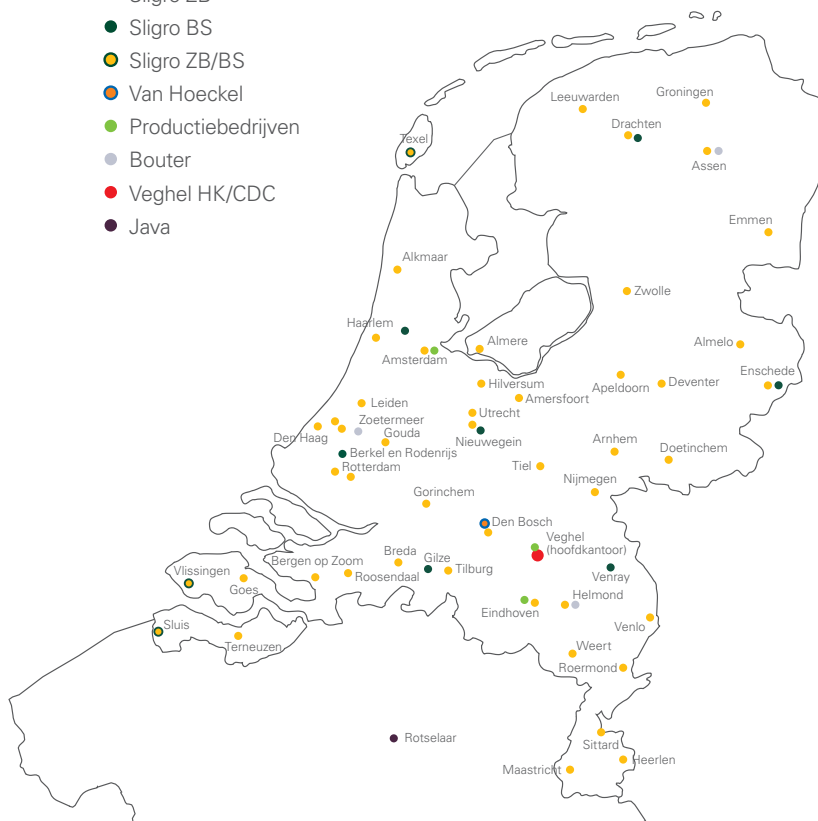 Sligro ZB
Sligro BS
Sligro ZB/BS
Van Hoeckel
Productiebedrijven
Bouter
Veghel HK/CDC
Java
Leeuwarden
Groningen
Drachten
Texel
Assen
Emmen
Alkmaar
Zwolle
Haarlem
Almere
Almelo
Amsterdam
Enschede
Hilversum
Apeldoorn
Deventer
Amersfoort
Leiden
Utrecht
Zoetermeer
Den Haag
Gouda
Nieuwegein
Arnhem
Doetinchem
Berkel en Rodenrijs
Rotterdam
Tiel
Nijmegen
Gorinchem
Den Bosch
Veghel
(hoofdkantoor)
Breda
Gilze
Bergen op Zoom
Vlissingen
Roosendaal
Tilburg
Venray
Goes
Helmond
Eindhoven
Sluis
Venlo
Terneuzen
Weert
Roermond
Rotselaar
Sittard
Heerlen
Maastricht